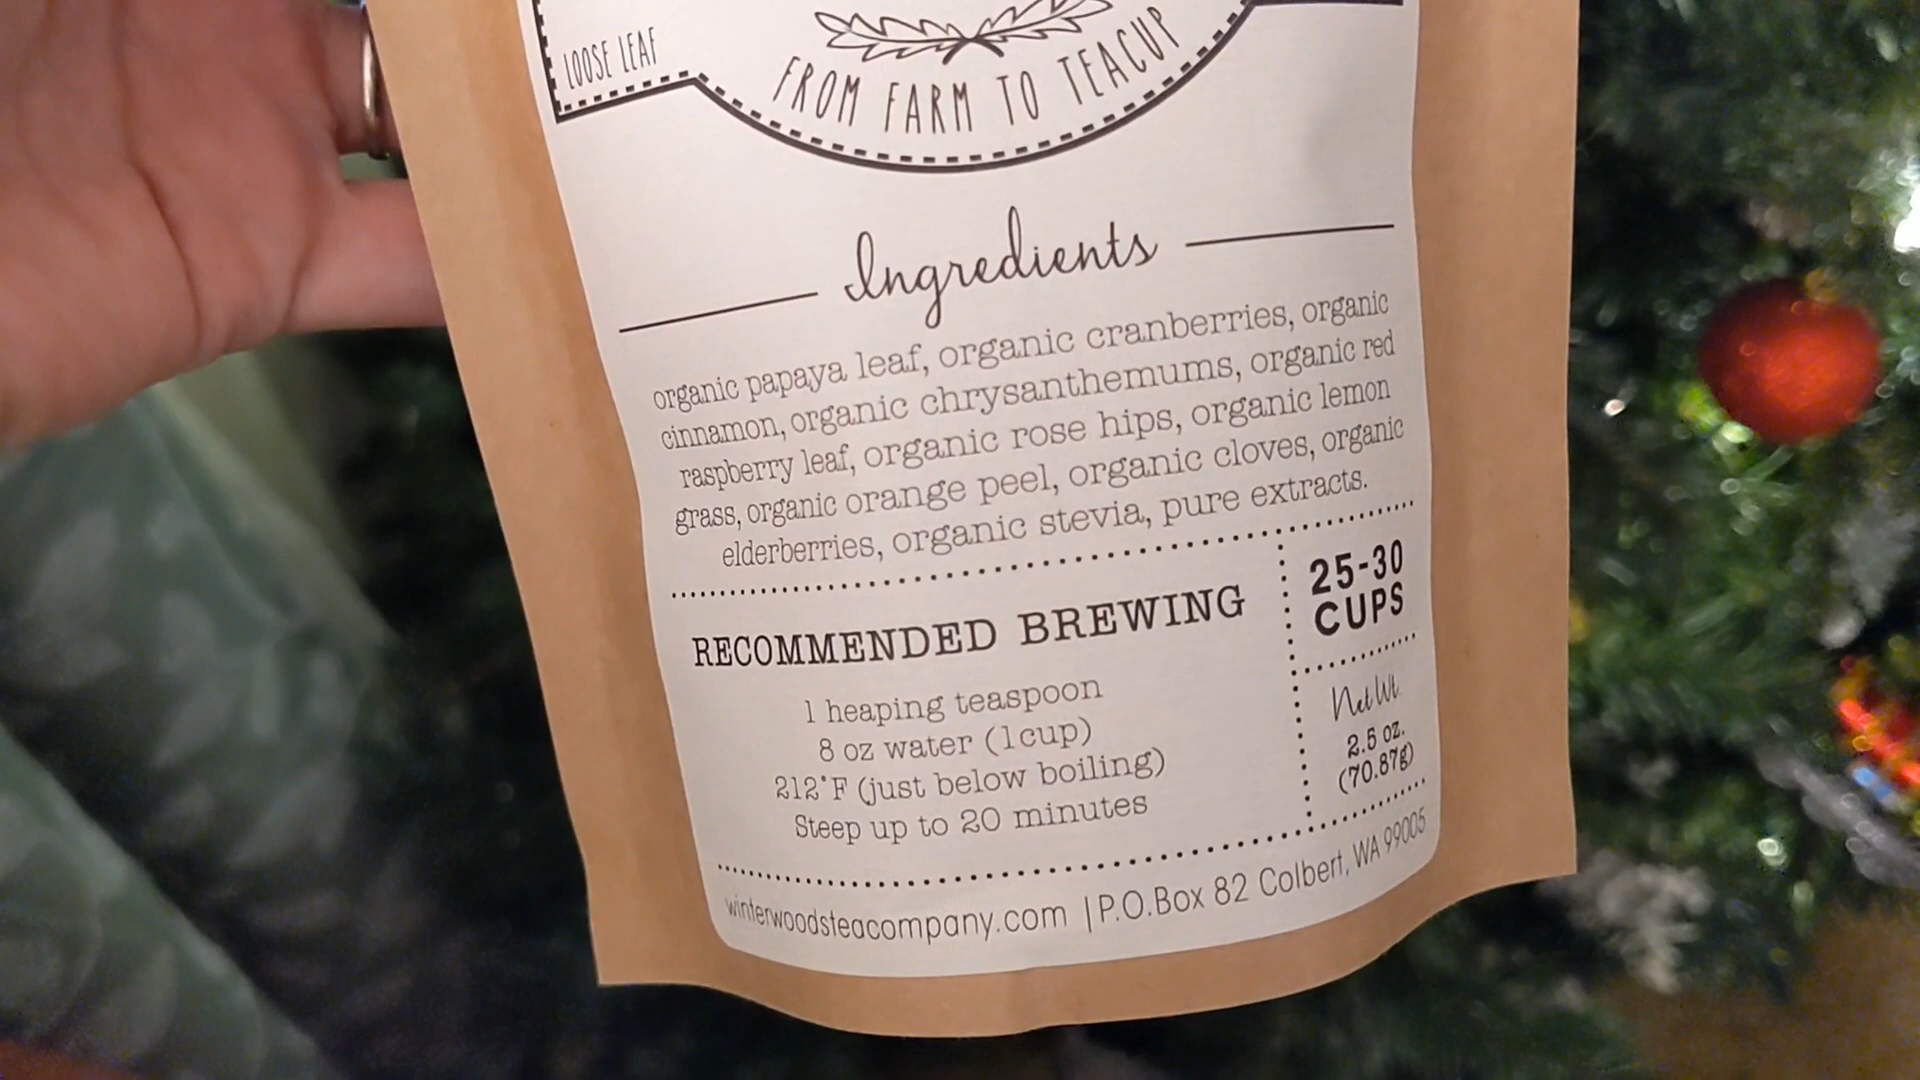 LOOSE LEAF
FROM FARM TO TEACUP
Ingredients
organic papaya leaf, organic cranberries, organic
cinnamon, organic chrysanthemums, organic red
raspberry leaf, organic rose hips, organic lemon
grass, organic orange peel, organic cloves, organic
elderberries, organic stevia, pure extracts.
RECOMMENDED BREWING
1 heaping teaspoon
8 oz water (1cup)
212°F (just below boiling)
Steep up to 20 minutes
25-30
CUPS
Net Wt.
2.5 oz.
(70.87g)
winterwoodsteacompany.com | P.O.Box 82 Colbert, WA 99005